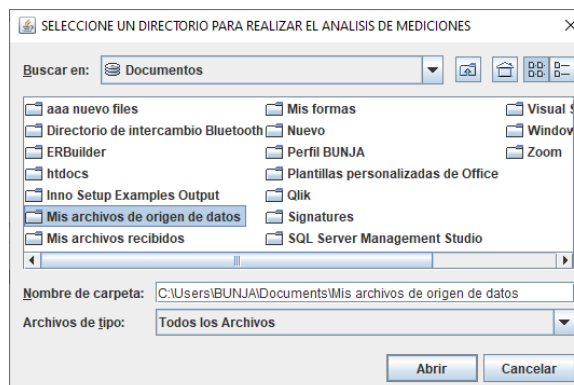 SELECCIONE UN DIRECTORIO PARA REALIZAR EL ANALISIS DE MEDICIONES
Buscar en: Documentos
aaa nuevo files Mis formas Visual S
Directorio de intercambio Bluetooth Nuevo Window
ERBuilder Perfil BUNJA Zoom
htdocs Plantillas personalizadas de Office
Inno Setup Examples Output Qlik
Mis archivos de origen de datos Signatures
Mis archivos recibidos SQL Server Management Studio
Nombre de carpeta: C:\Users\BUNJA\Documents\Mis archivos de origen de datos
Archivos de tipo: Todos los Archivos
Abrir Cancelar